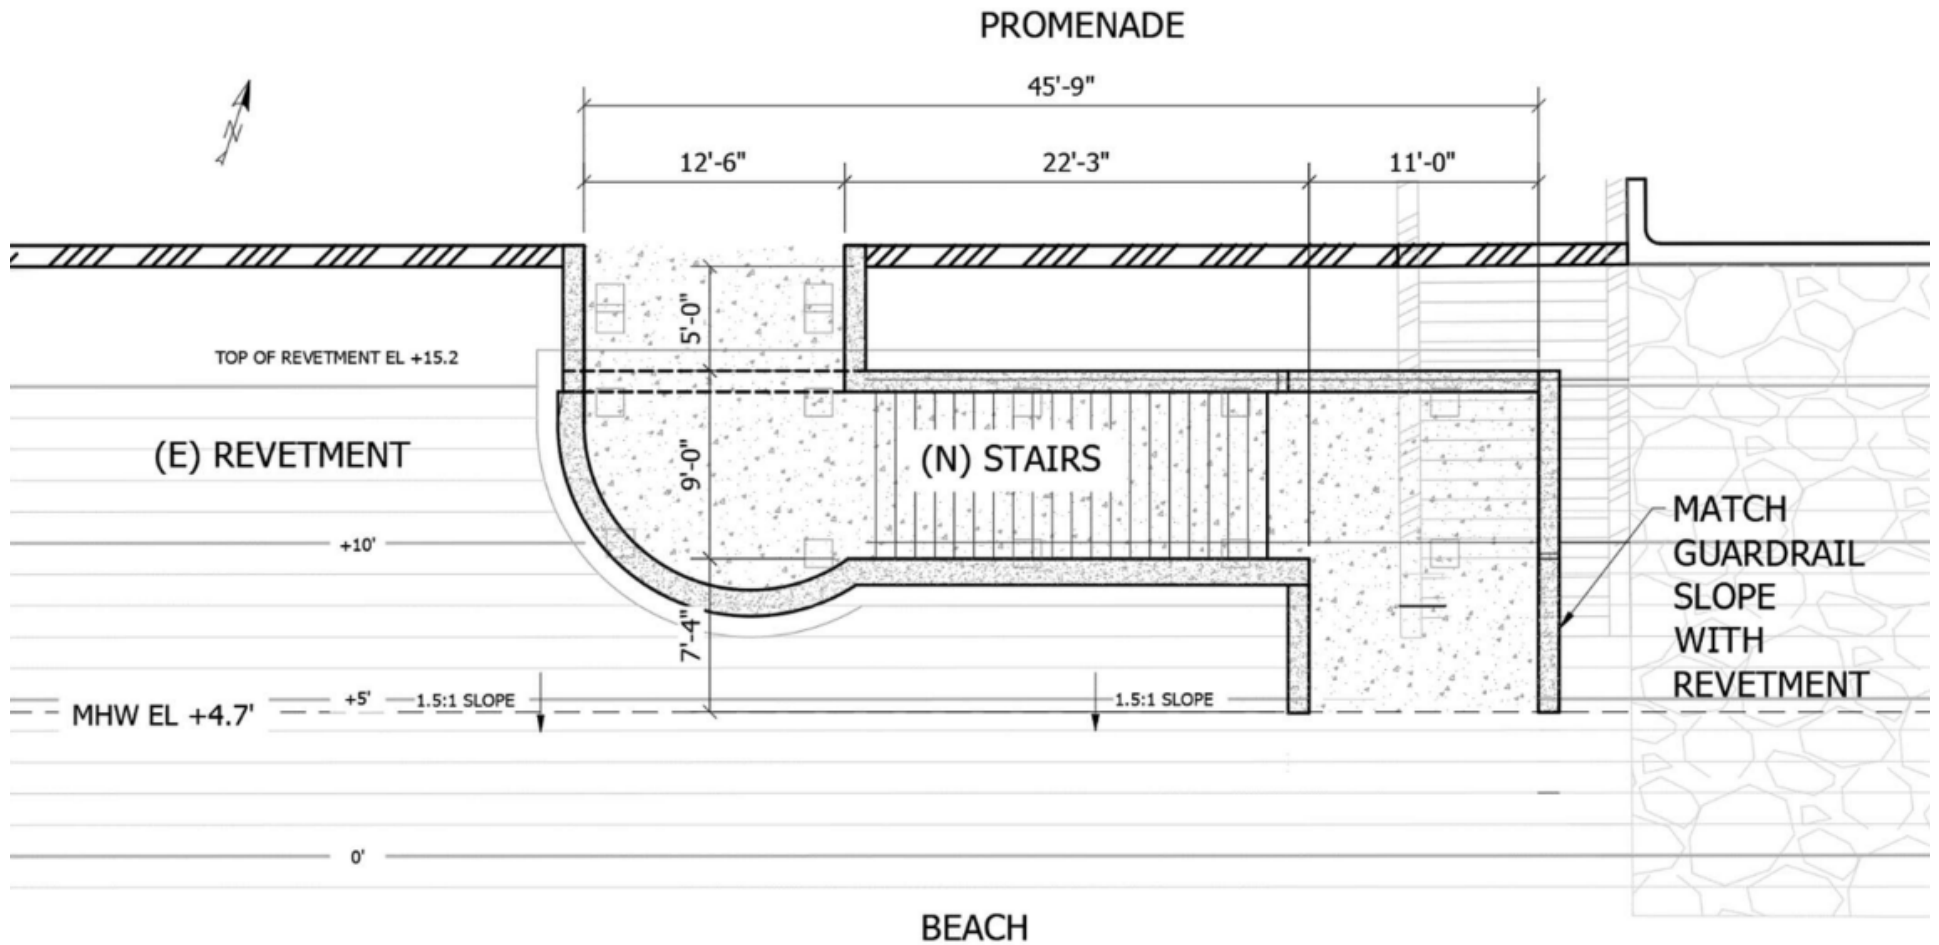 PROMENADE
45'-9"
12'-6"
22'-3"
11'-0"
N
5'-0"
TOP OF REVETMENT EL +15.2
(E) REVETMENT
9'-0"
(N) STAIRS
MATCH
GUARDRAIL
SLOPE
WITH
REVETMENT
+10'
7'-4"
+5'
1.5:1 SLOPE
1.5:1 SLOPE
MHW EL +4.7'
0'
BEACH